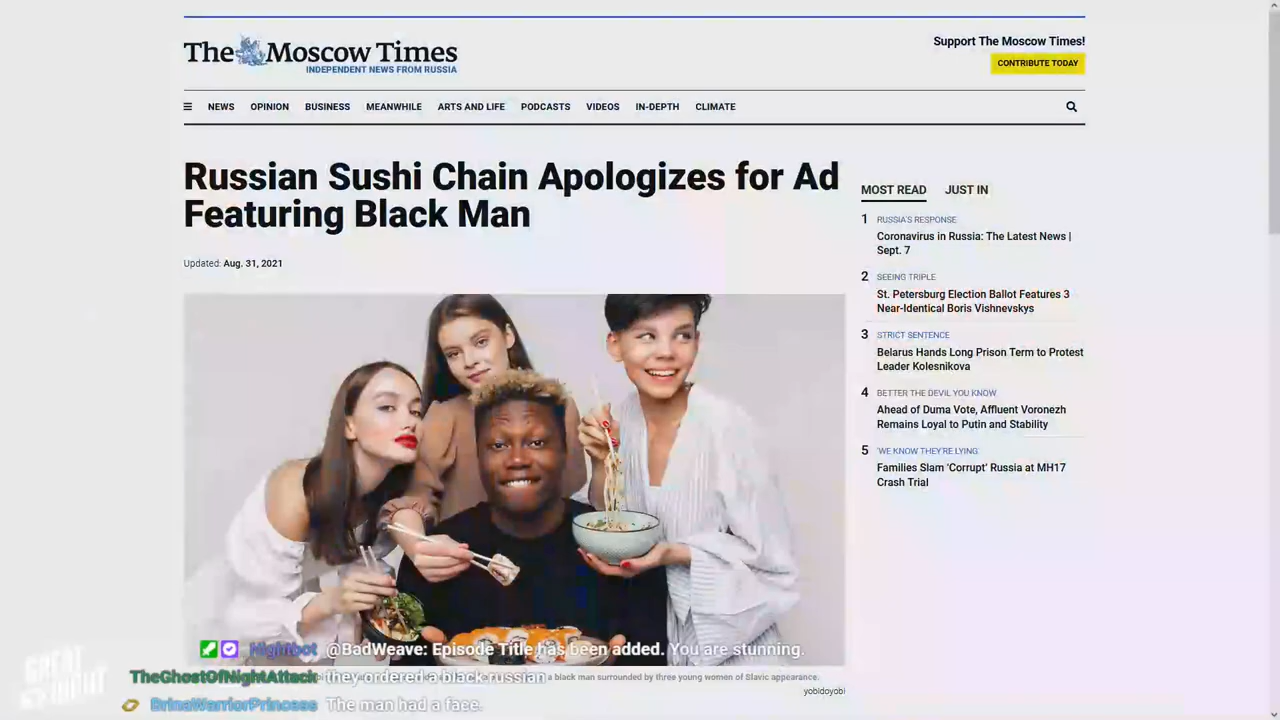 The Moscow Times
INDEPENDENT NEWS FROM RUSSIA
Support The Moscow Times!
CONTRIBUTE TODAY
NEWS OPINION BUSINESS MEANWHILE ARTS AND LIFE PODCASTS VIDEOS IN-DEPTH CLIMATE
Russian Sushi Chain Apologizes for Ad
Featuring Black Man
Updated: Aug. 31, 2021
MOST READ JUST IN
1 RUSSIA'S RESPONSE
Coronavirus in Russia: The Latest News |
Sept. 7
2 SEEING TRIPLE
St. Petersburg Election Ballot Features 3
Near-Identical Boris Vishnevskys
3 STRICT SENTENCE
Belarus Hands Long Prison Term to Protest
Leader Kolesnikova
4 BETTER THE DEVIL YOU KNOW
Ahead of Duma Vote, Affluent Voronezh
Remains Loyal to Putin and Stability
5 'WE KNOW THEY'RE LYING'
Families Slam 'Corrupt' Russia at MH17
Crash Trial
Nightbot @BadWeave: Episode Title has been added. You are stunning.
TheGhostOfNightAttack they ordered a black russian
a black man surrounded by three young women of Slavic appearance.
yobidoyobi
BrinaWarriorPrincess The man had a face.
GREAT
NIGHT